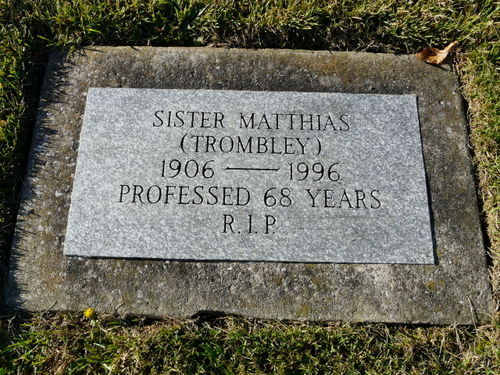 SISTER MATTHIAS
(TROMBLEY)
1906 — 1996
PROFESSED 68 YEARS
R.I.P.